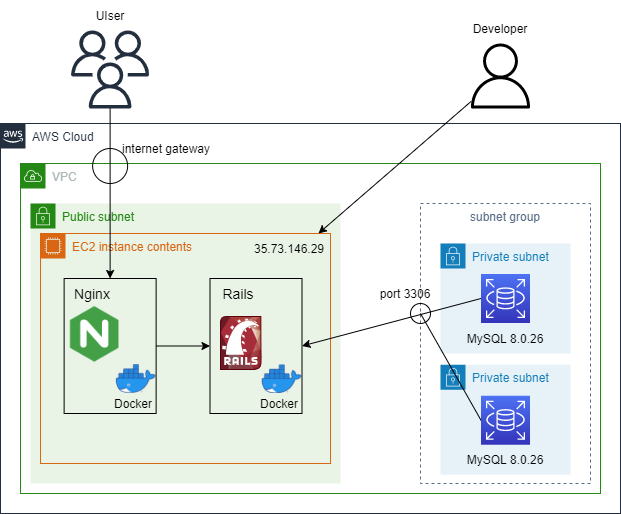 UIser
Developer
aws
AWS Cloud
internet gateway
VPC
Public subnet
subnet group
EC2 instance contents
35.73.146.29
Private subnet
Nginx
Rails
port 3306
RAILS
MySQL 8.0.26
Private subnet
Docker
Docker
MySQL 8.0.26